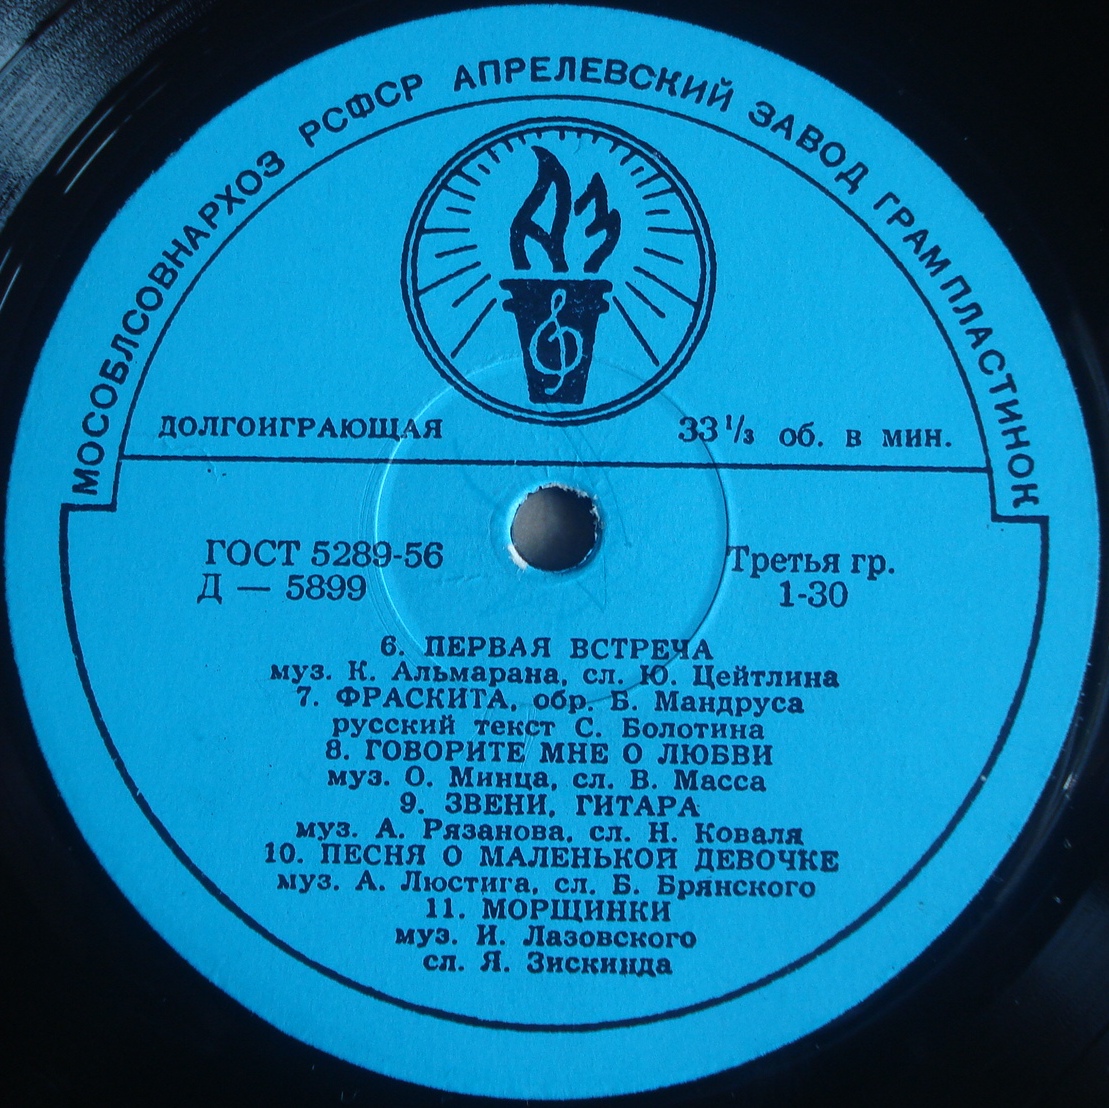 МОСОБЛСОВНАРХОЗ РСФСР АПРЕЛЕВСКИЙ ЗАВОД ГРАМПЛАСТИНОК
АЗ
ДОЛГОИГРАЮЩАЯ
33 1/3 об. в мин.
ГОСТ 5289-56
Д — 5899
Третья гр.
1-30
6. ПЕРВАЯ ВСТРЕЧА
муз. К. Альмарана, сл. Ю. Цейтлина
7. ФРАСКИТА, обр. Б. Мандруса
русский текст С. Болотина
8. ГОВОРИТЕ МНЕ О ЛЮБВИ
муз. О. Минца, сл. В. Масса
9. ЗВЕНИ, ГИТАРА
муз. А. Рязанова, сл. Н. Коваля
10. ПЕСНЯ О МАЛЕНЬКОЙ ДЕВОЧКЕ
муз. А. Люстига, сл. Б. Брянского
11. МОРЩИНКИ
муз. И. Лазовского
сл. Я. Зискинда